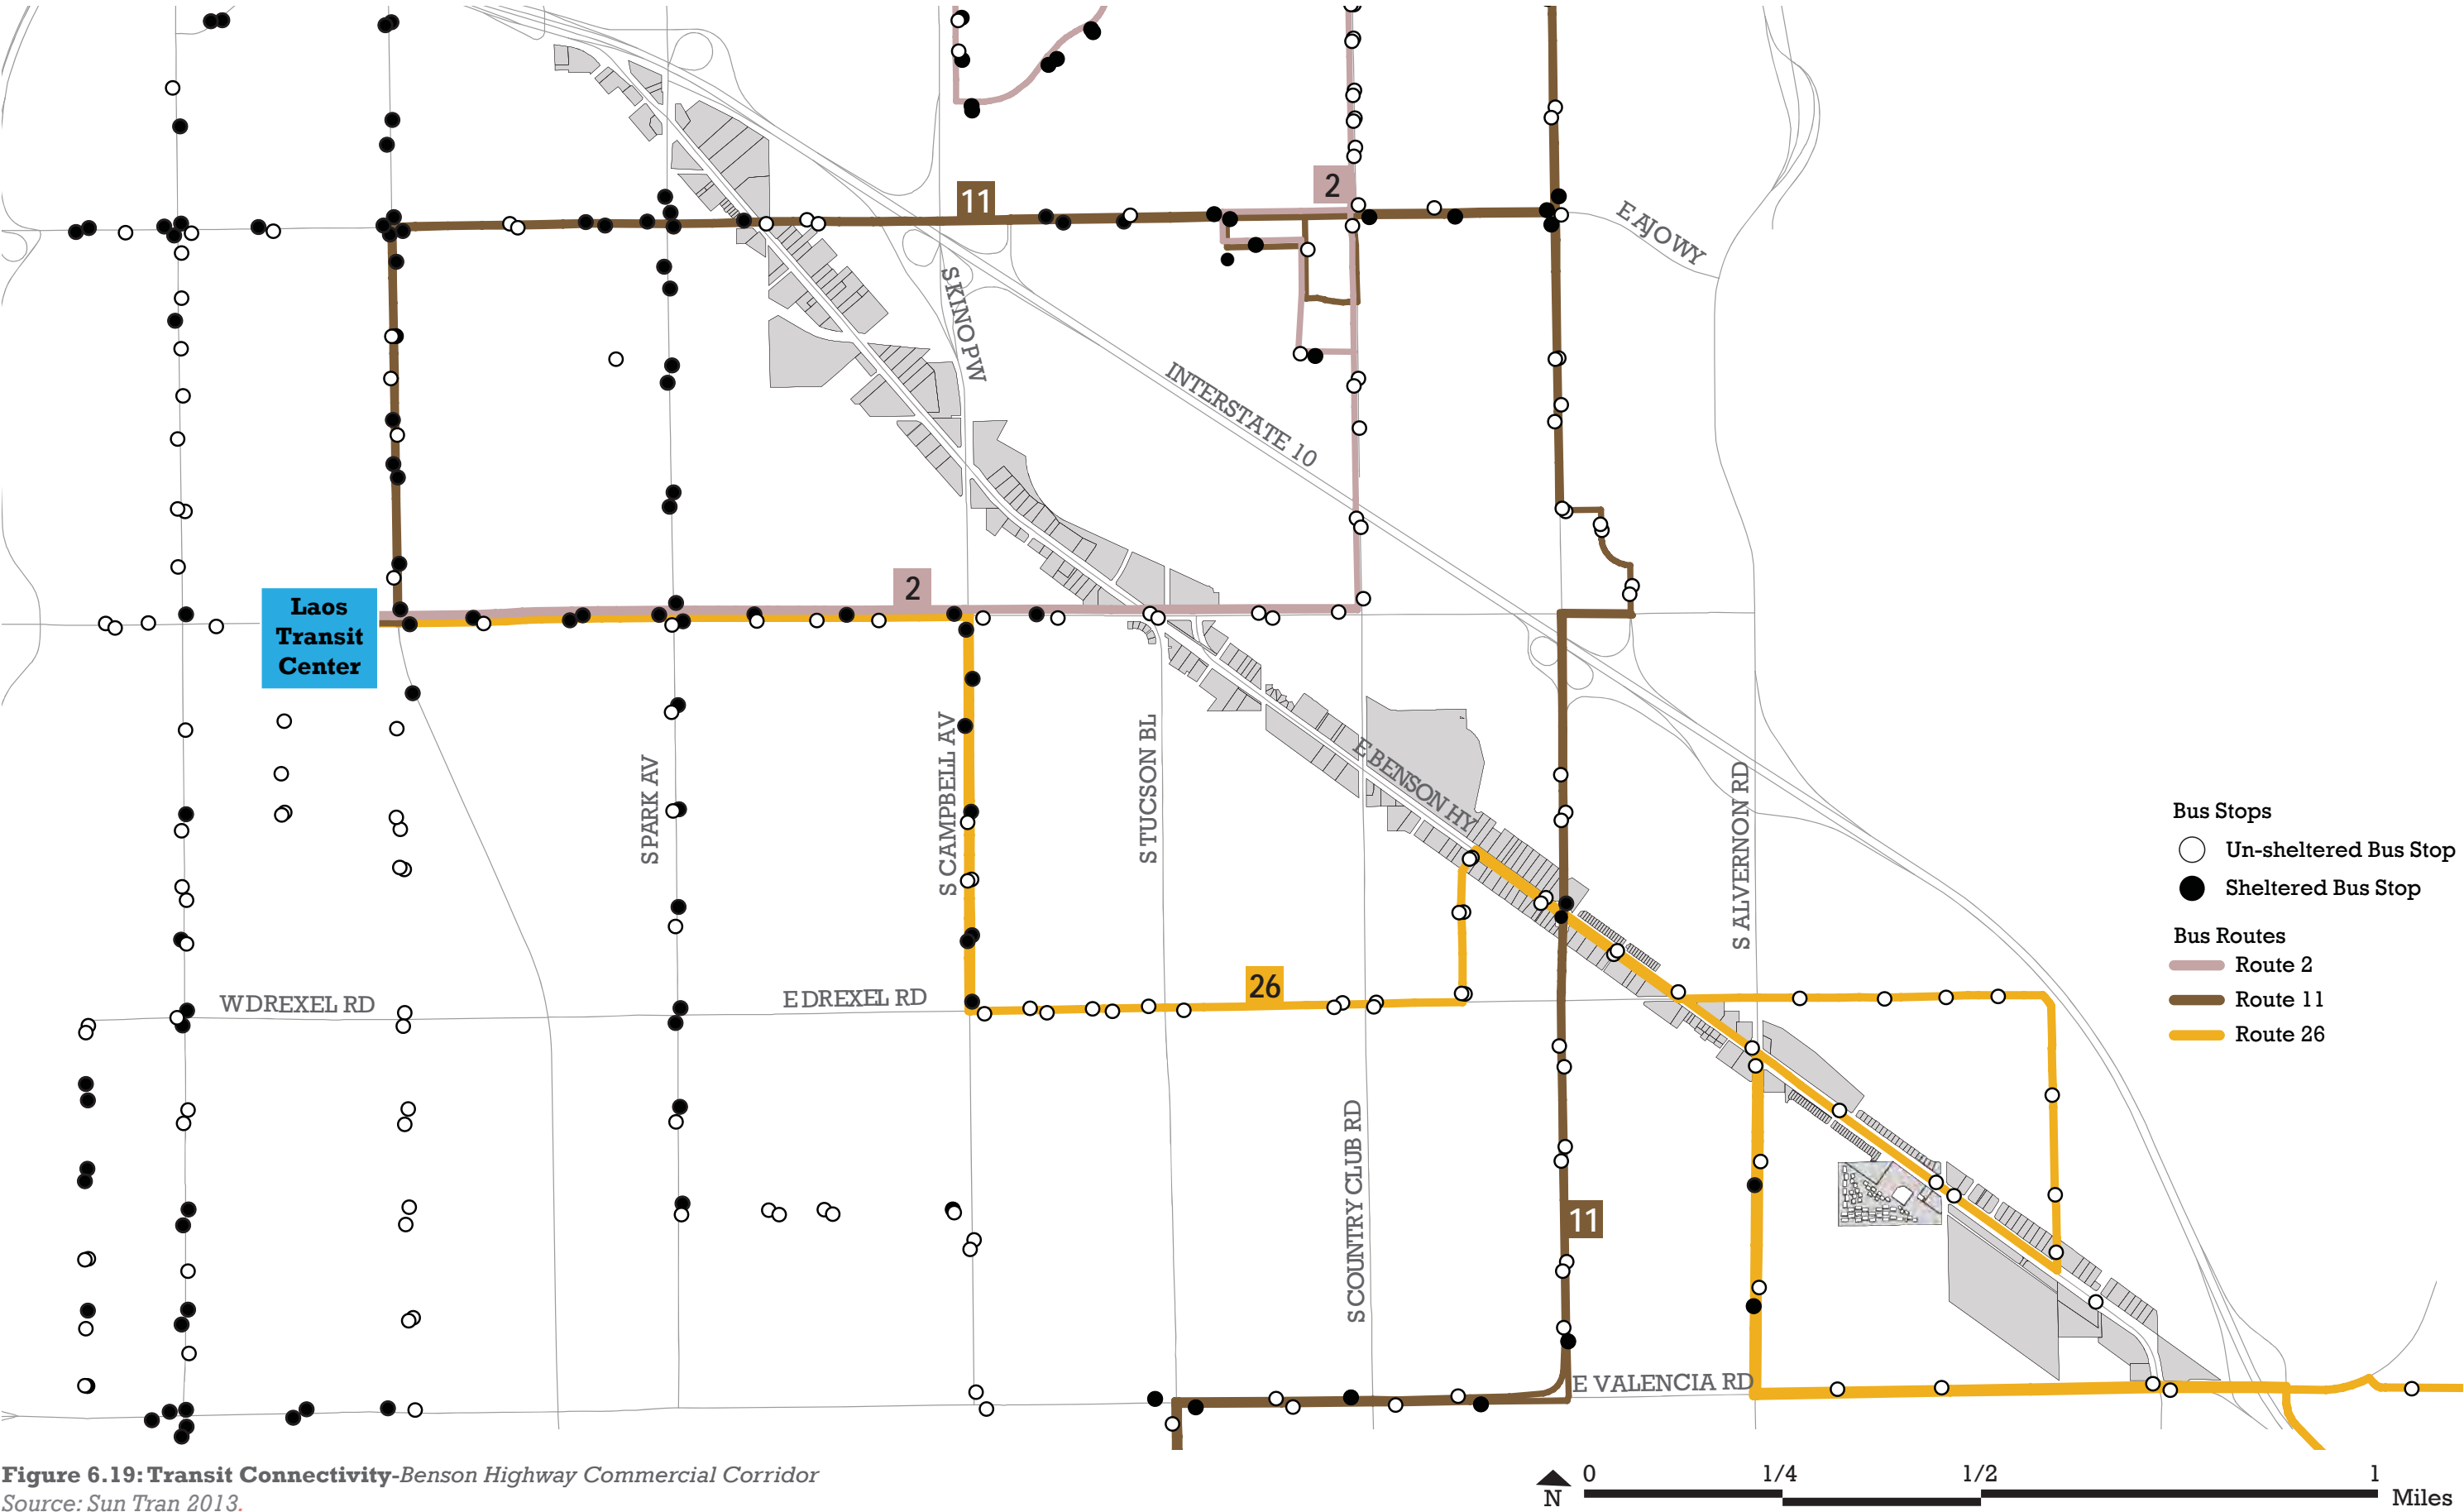 2
11
E AJO WY
S KINO PW
INTERSTATE 10
2
Laos
Transit
Center
S PARK AV
S CAMPBELL AV
S TUCSON BL
E BENSON HY
S ALVERNON RD
Bus Stops
Un-sheltered Bus Stop
Sheltered Bus Stop
Bus Routes
Route 2
Route 11
Route 26
W DREXEL RD
E DREXEL RD
26
S COUNTRY CLUB RD
11
E VALENCIA RD
Figure 6.19: Transit Connectivity-Benson Highway Commercial Corridor
Source: Sun Tran 2013.
N
0 1/4 1/2 1
Miles